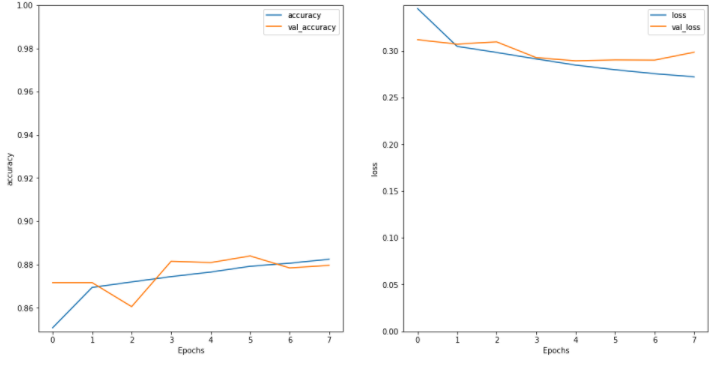 1.00
0.98
0.96
0.94
0.92
0.90
0.88
0.86
accuracy
0 1 2 3 4 5 6 7
Epochs
accuracy
val_accuracy
0.30
0.25
0.20
0.15
0.10
0.05
0.00
loss
0 1 2 3 4 5 6 7
Epochs
loss
val_loss